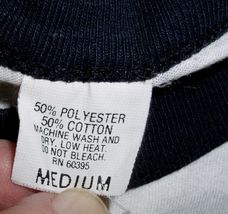 50% POLYESTER
50% COTTON
MACHINE WASH AND
DRY. LOW HEAT.
DO NOT BLEACH.
RN 60395
MEDIUM